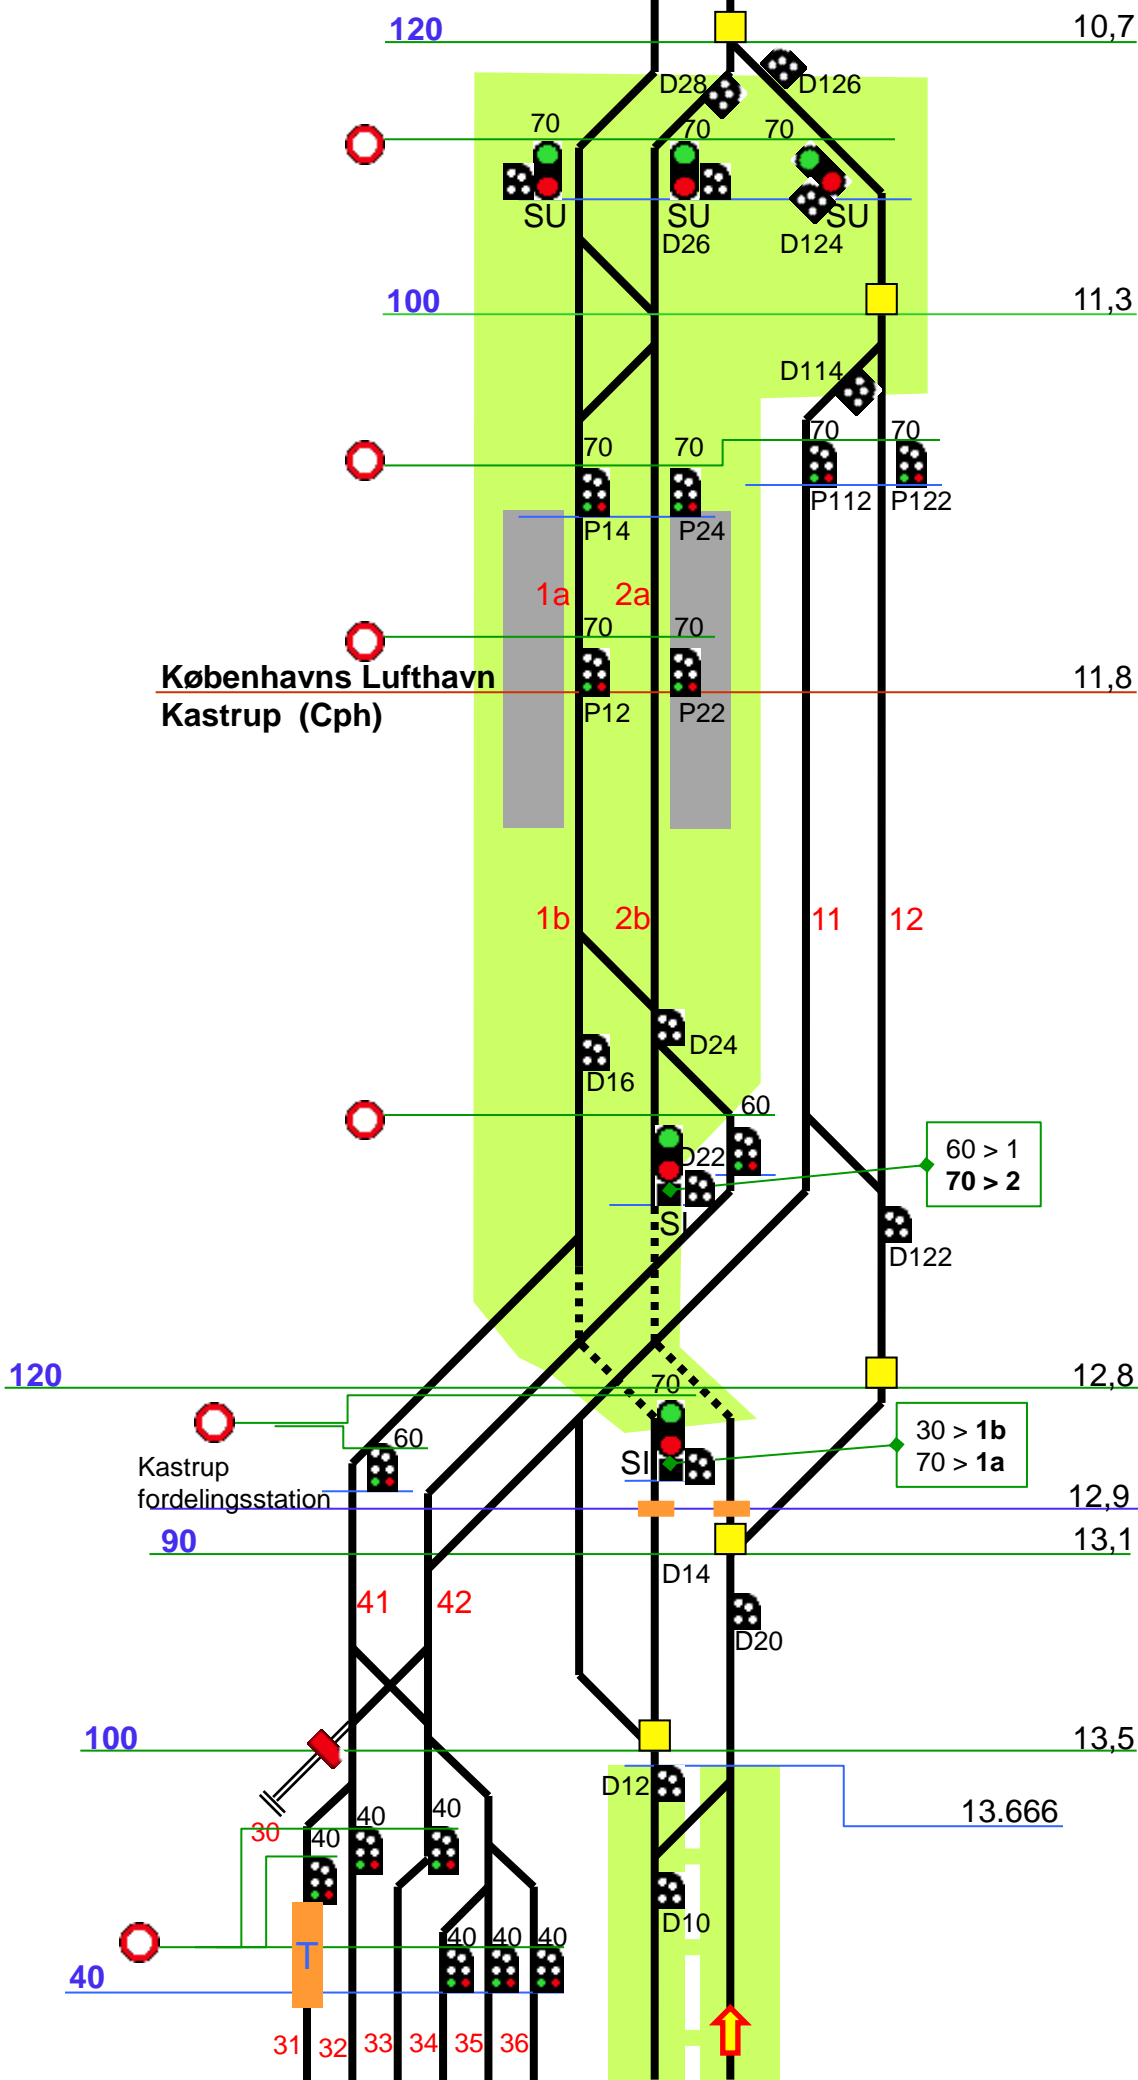 120
10,7
D28
D126
70
70
70
SU
SU
SU
D26
D124
100
11,3
D114
70
70
70
70
P112
P122
P14
P24
1a
2a
70
70
Københavns Lufthavn
11,8
Kastrup (Cph)
P12
P22
1b
2b
11
12
D24
D16
60
60 > 1
D22
70 > 2
SI
D122
120
12,8
70
60
30 > 1b
Kastrup
SI
70 > 1a
fordelingsstation
12,9
90
13,1
D14
41
42
D20
100
13,5
D12
40
40
13.666
30
40
D10
40
40
40
T
40
31
32
33
34
35
36